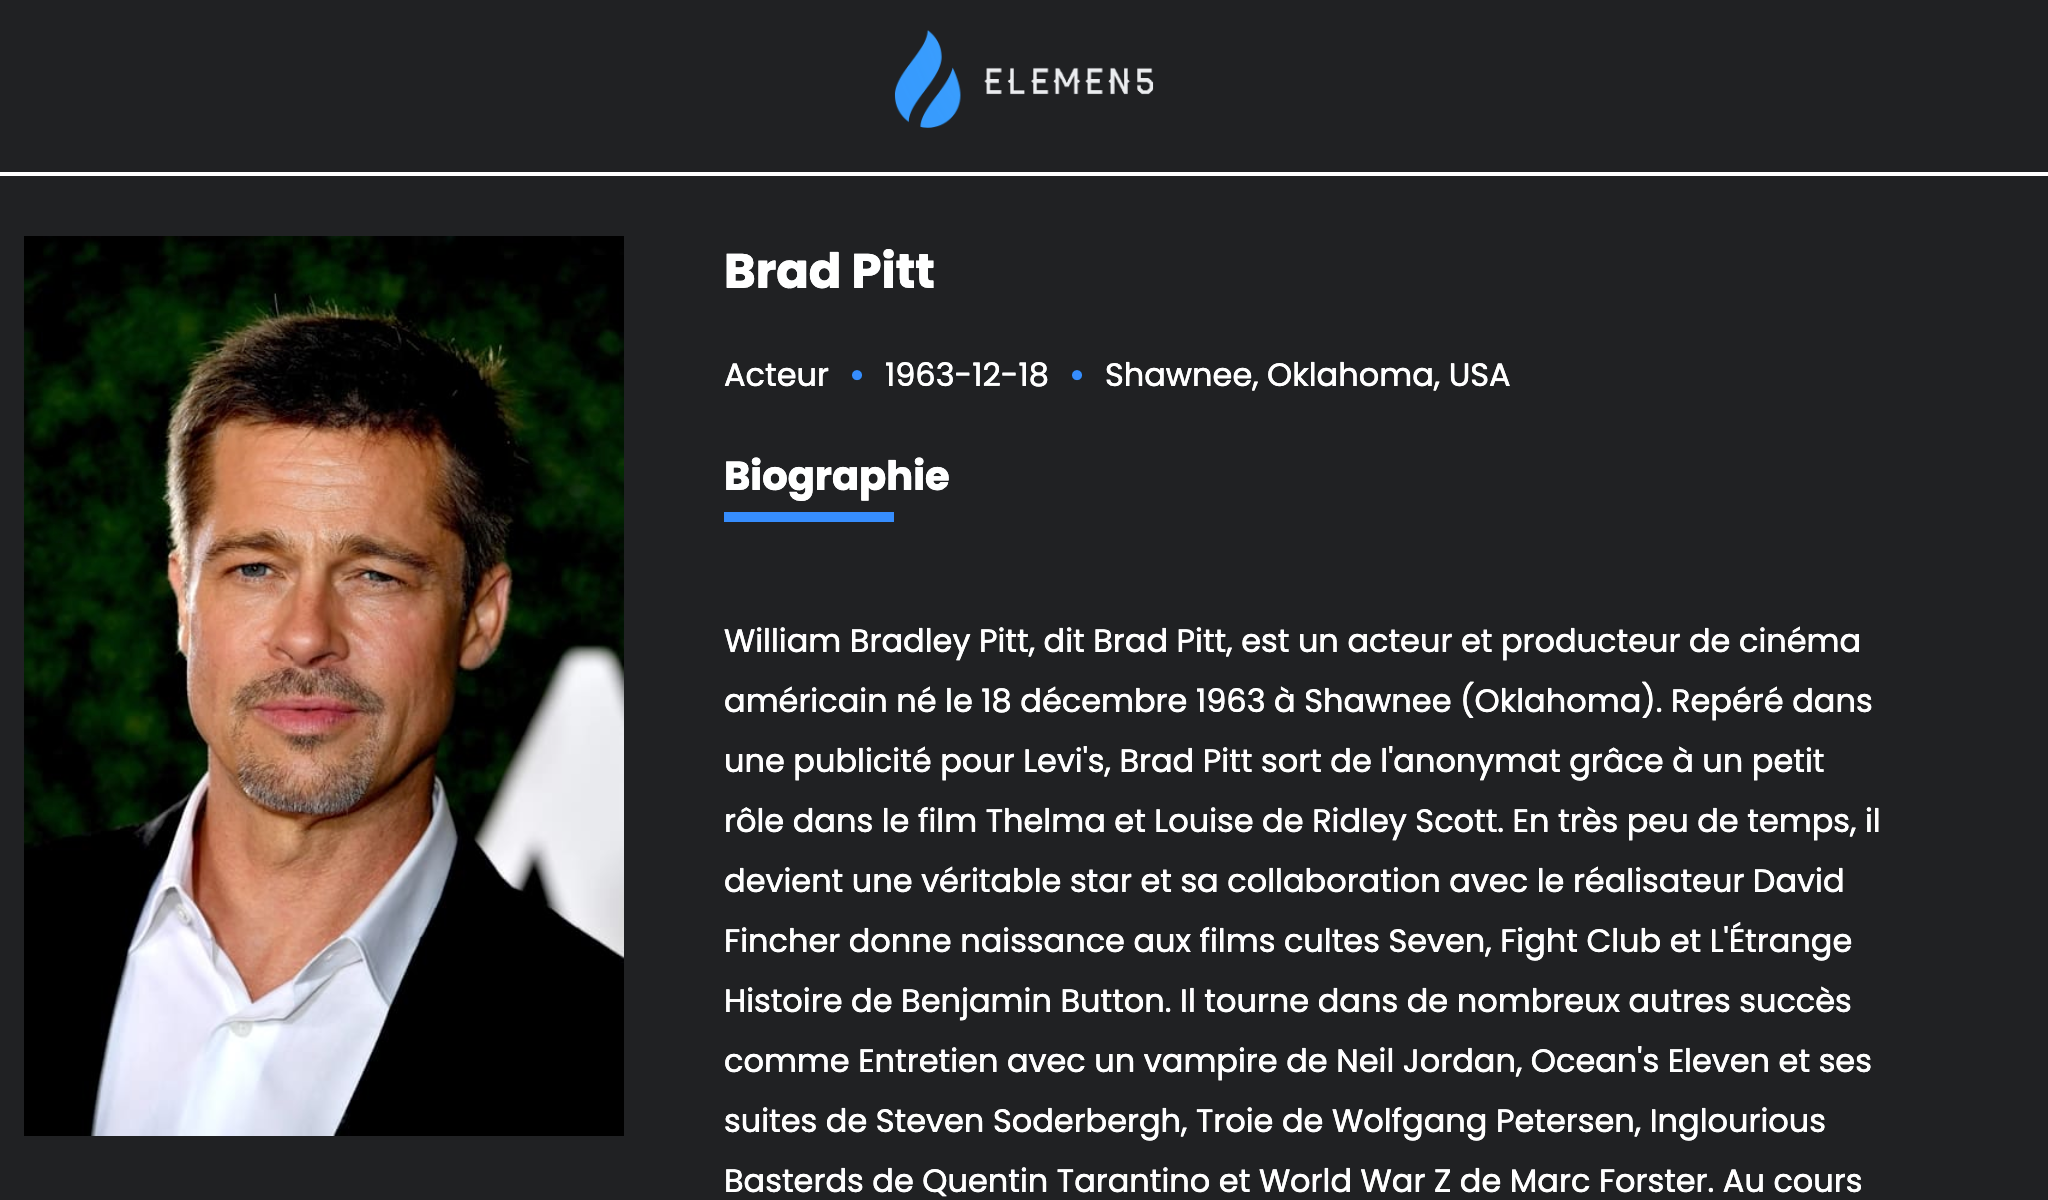 ELEMEN5
Brad Pitt
Acteur • 1963-12-18 • Shawnee, Oklahoma, USA
Biographie
William Bradley Pitt, dit Brad Pitt, est un acteur et producteur de cinéma
américain né le 18 décembre 1963 à Shawnee (Oklahoma). Repéré dans
une publicité pour Levi's, Brad Pitt sort de l'anonymat grâce à un petit
rôle dans le film Thelma et Louise de Ridley Scott. En très peu de temps, il
devient une véritable star et sa collaboration avec le réalisateur David
Fincher donne naissance aux films cultes Seven, Fight Club et L'Étrange
Histoire de Benjamin Button. Il tourne dans de nombreux autres succès
comme Entretien avec un vampire de Neil Jordan, Ocean's Eleven et ses
suites de Steven Soderbergh, Troie de Wolfgang Petersen, Inglourious
Basterds de Quentin Tarantino et World War Z de Marc Forster. Au cours